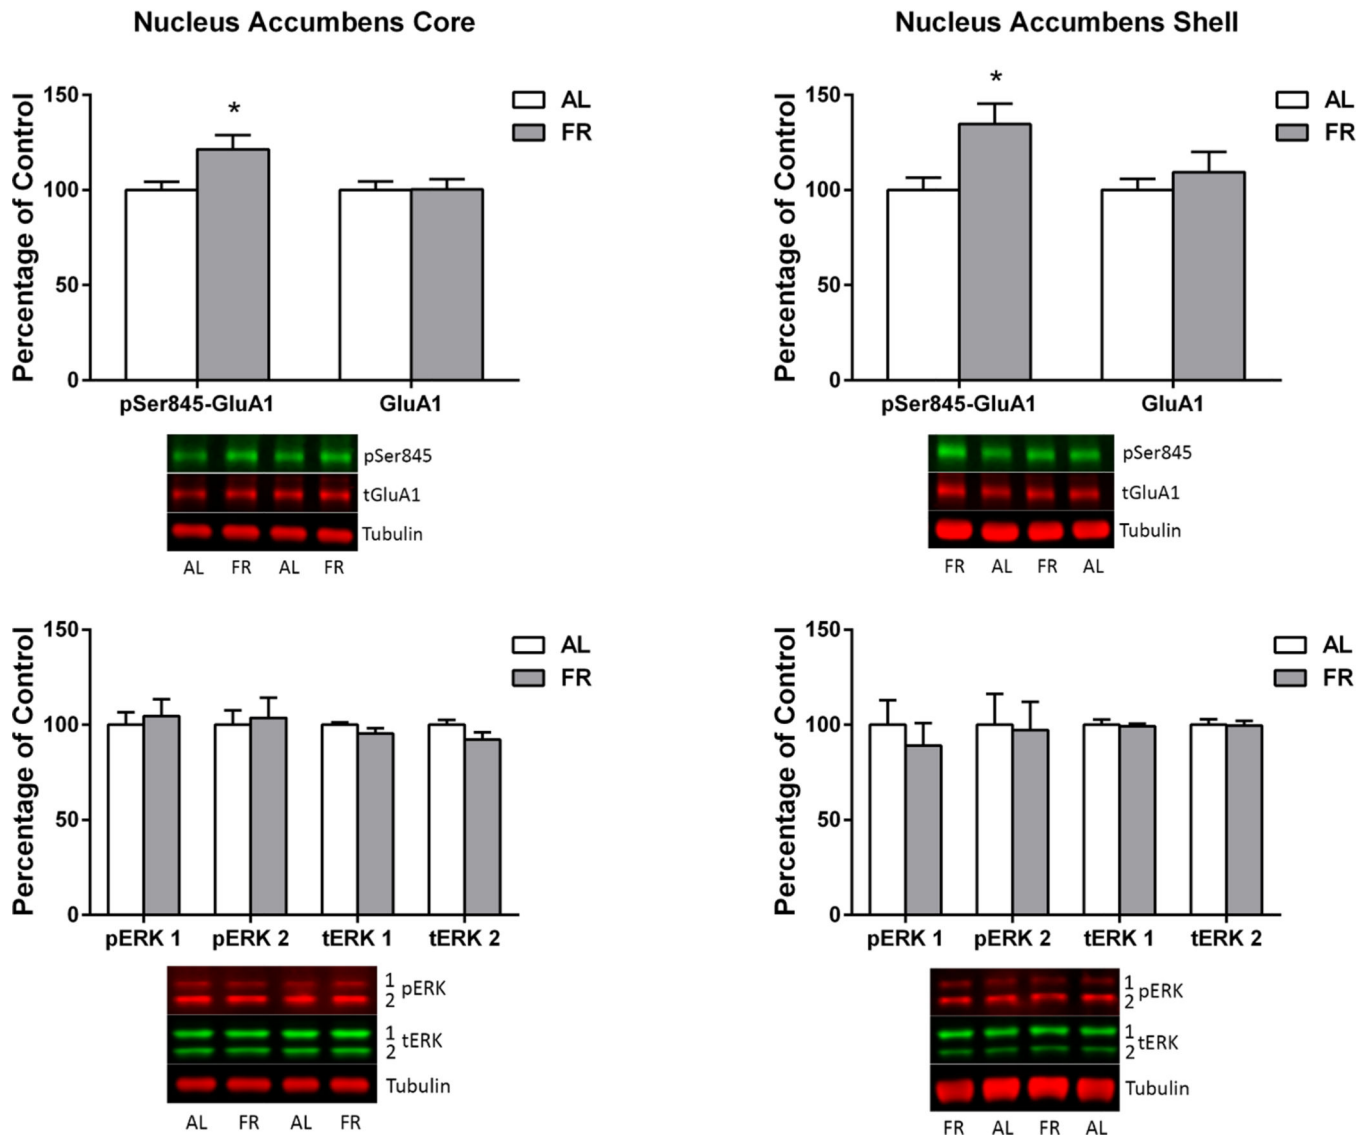 Nucleus Accumbens Core
Percentage of Control
150
100
50
0
*
AL
FR
pSer845-GluA1 GluA1
pSer845
tGluA1
Tubulin
AL FR AL FR
Nucleus Accumbens Shell
Percentage of Control
150
100
50
0
*
AL
FR
pSer845-GluA1 GluA1
pSer845
tGluA1
Tubulin
FR AL FR AL
Percentage of Control
150
100
50
0
AL
FR
pERK 1 pERK 2 tERK 1 tERK 2
1
2 pERK
1
2 tERK
Tubulin
AL FR AL FR
Percentage of Control
150
100
50
0
AL
FR
pERK 1 pERK 2 tERK 1 tERK 2
1
2 pERK
1
2 tERK
Tubulin
FR AL FR AL